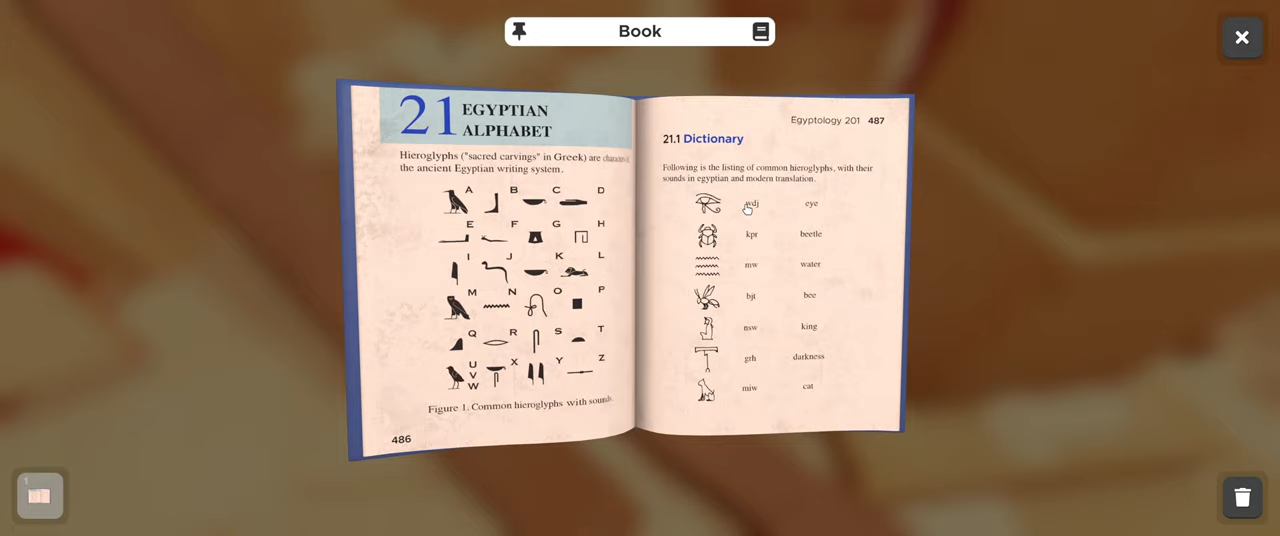 Book
21 EGYPTIAN
ALPHABET
Hieroglyphs ("sacred carvings" in Greek) are
the ancient Egyptian writing system.
A B C D
E F G H
I J K L
M N O P
Q R S T
U
V
W X Y Z
Figure 1. Common hieroglyphs with sounds.
486
Egyptology 201 487
21.1 Dictionary
Following is the listing of common hieroglyphs, with their
sounds in egyptian and modern translation.
wdj eye
kpr beetle
mw water
bjt bee
nsw king
grh darkness
miw cat
1